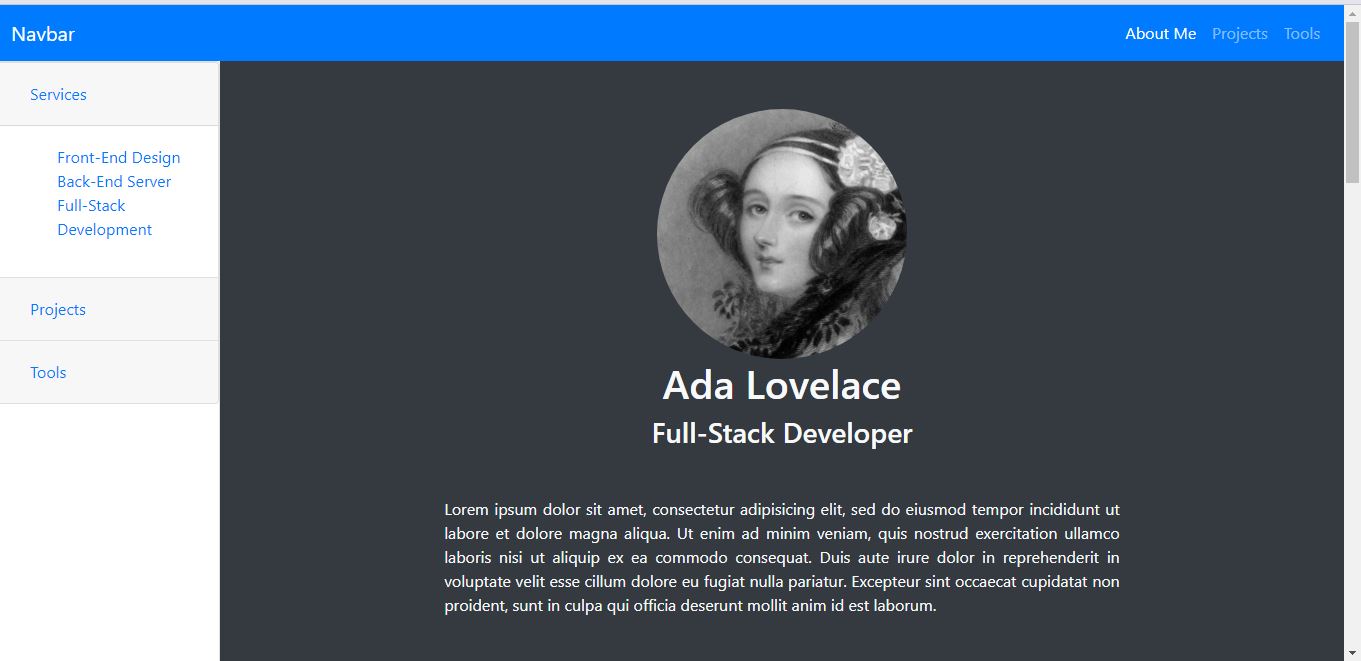 Navbar
About Me Projects Tools
Services
Front-End Design
Back-End Server
Full-Stack
Development
Projects
Tools
Ada Lovelace
Full-Stack Developer
Lorem ipsum dolor sit amet, consectetur adipisicing elit, sed do eiusmod tempor incididunt ut
labore et dolore magna aliqua. Ut enim ad minim veniam, quis nostrud exercitation ullamco
laboris nisi ut aliquip ex ea commodo consequat. Duis aute irure dolor in reprehenderit in
voluptate velit esse cillum dolore eu fugiat nulla pariatur. Excepteur sint occaecat cupidatat non
proident, sunt in culpa qui officia deserunt mollit anim id est laborum.